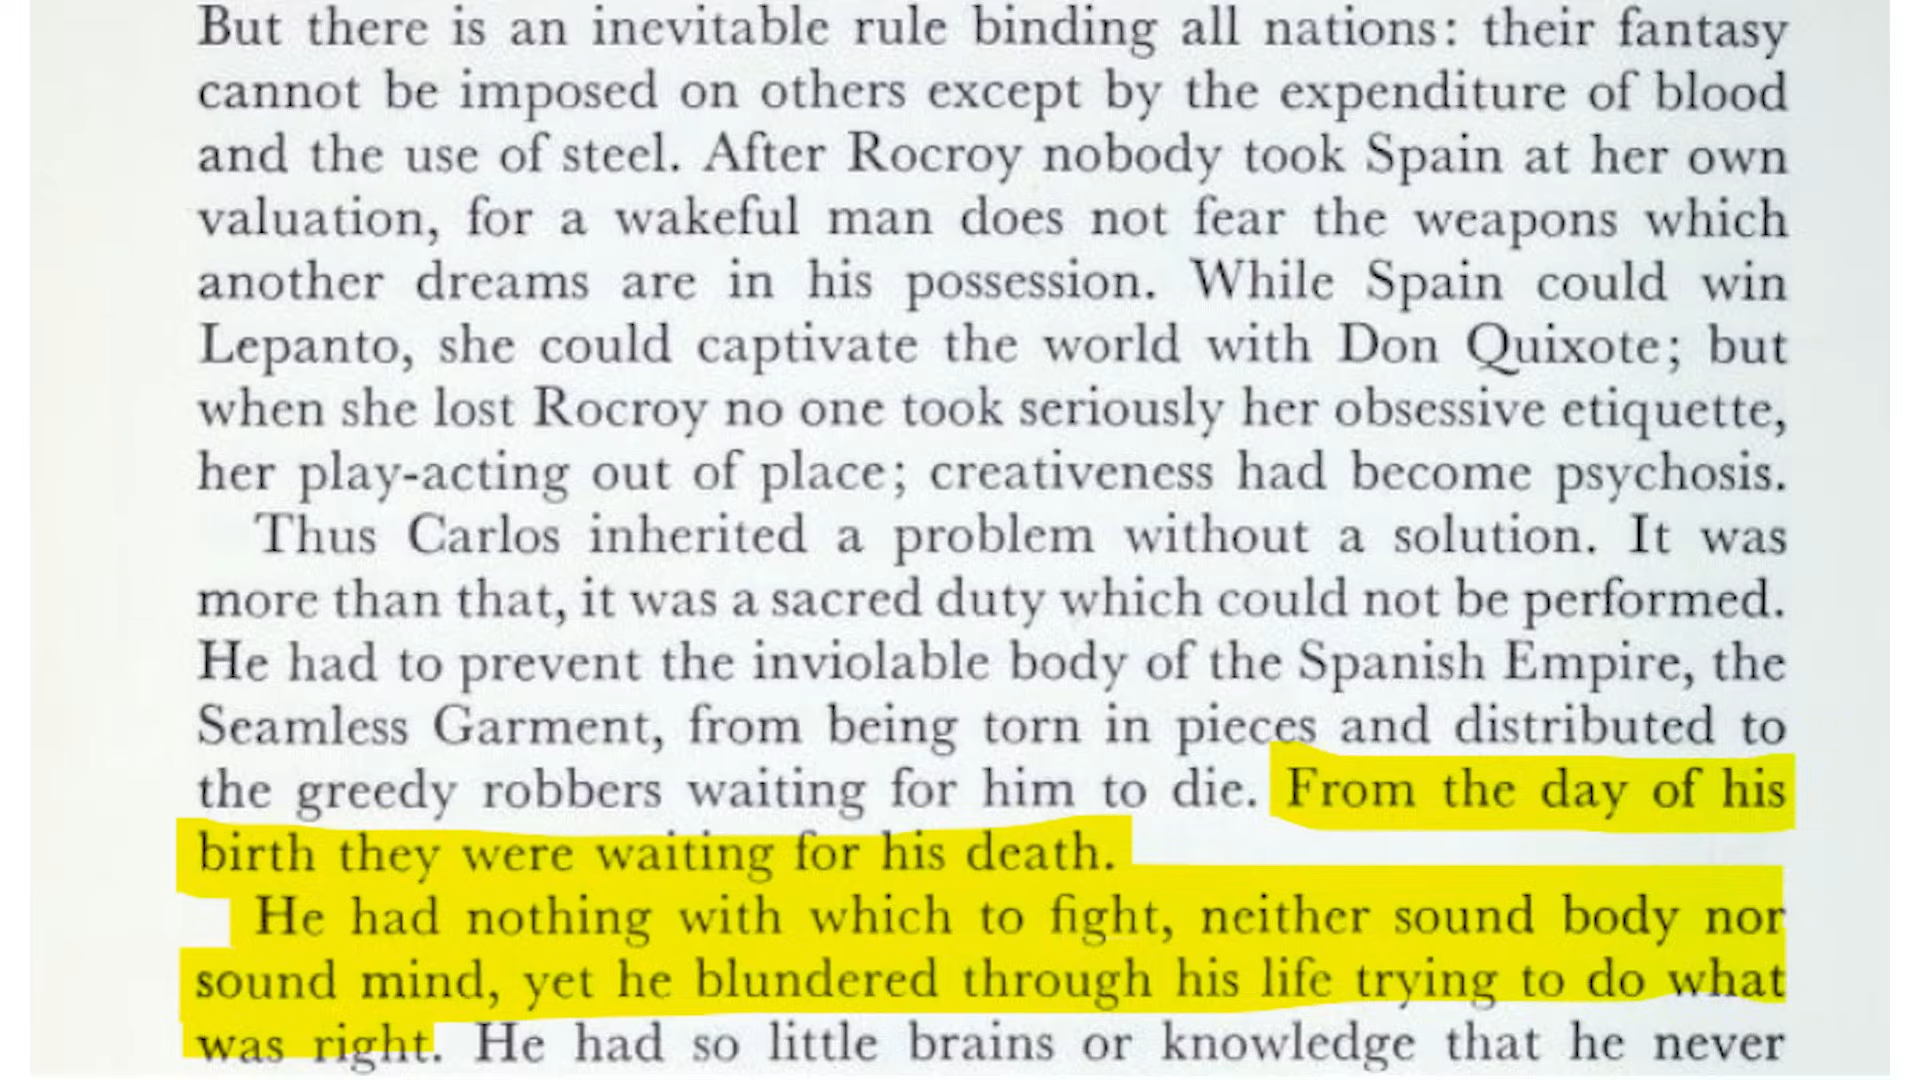 But there is an inevitable rule binding all nations: their fantasy
cannot be imposed on others except by the expenditure of blood
and the use of steel. After Rocroy nobody took Spain at her own
valuation, for a wakeful man does not fear the weapons which
another dreams are in his possession. While Spain could win
Lepanto, she could captivate the world with Don Quixote; but
when she lost Rocroy no one took seriously her obsessive etiquette,
her play-acting out of place; creativeness had become psychosis.
Thus Carlos inherited a problem without a solution. It was
more than that, it was a sacred duty which could not be performed.
He had to prevent the inviolable body of the Spanish Empire, the
Seamless Garment, from being torn in pieces and distributed to
the greedy robbers waiting for him to die. From the day of his
birth they were waiting for his death.
He had nothing with which to fight, neither sound body nor
sound mind, yet he blundered through his life trying to do what
was right. He had so little brains or knowledge that he never